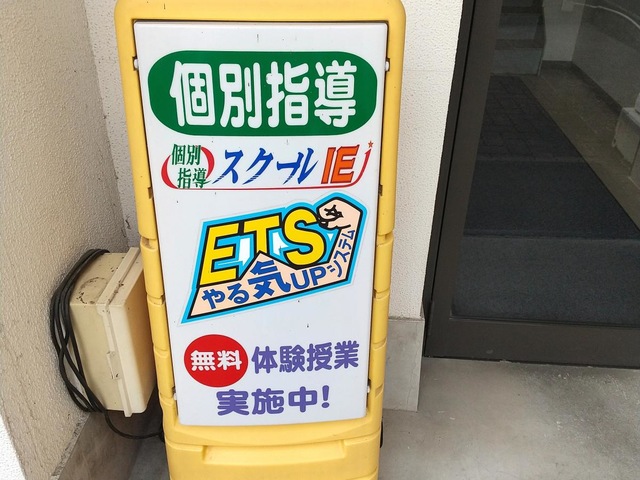 個別指導
個別指導 スクールIE
ETS
やる気UPシステム
無料 体験授業
実施中!